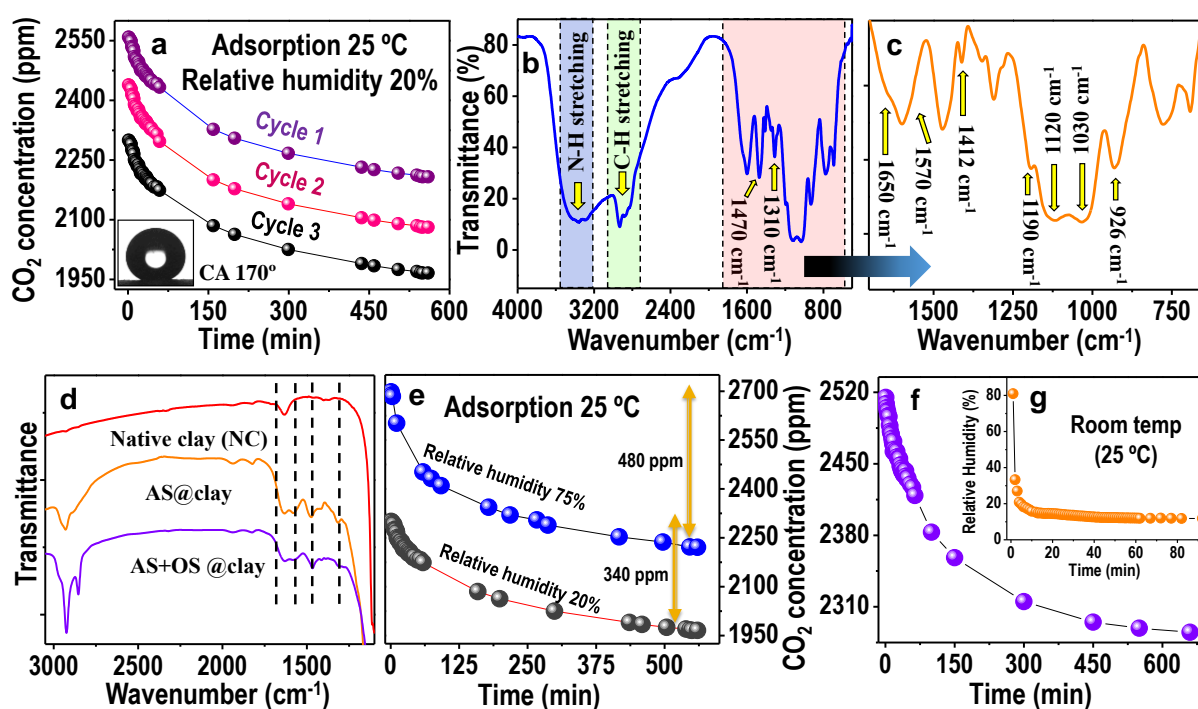 a
Adsorption 25 ºC
Relative humidity 20%
Cycle 1
Cycle 2
Cycle 3
CA 170º
CO2 concentration (ppm)
2550
2400
2250
2100
1950
0 150 300 450 600
Time (min)
b
N-H stretching
C-H stretching
1470 cm-1
1310 cm-1
Transmittance (%)
80
60
40
20
0
4000 3200 2400 1600 800
Wavenumber (cm-1)
c
1650 cm-1
1570 cm-1
1412 cm-1
1190 cm-1
1120 cm-1
1030 cm-1
926 cm-1
1500 1250 1000 750
Wavenumber (cm-1)
d
Native clay (NC)
AS@clay
AS+OS @clay
Transmittance
3000 2500 2000 1500
Wavenumber (cm-1)
e
Adsorption 25 ºC
Relative humidity 75%
Relative humidity 20%
480 ppm
340 ppm
2700
2550
2400
2250
2100
1950
CO2 concentration (ppm)
0 125 250 375 500
Time (min)
f
2520
2450
2380
2310
0 150 300 450 600
Time (min)
g
Room temp
(25 ºC)
Relative Humidity (%)
100
80
60
40
20
0
0 20 40 60 80
Time (min)